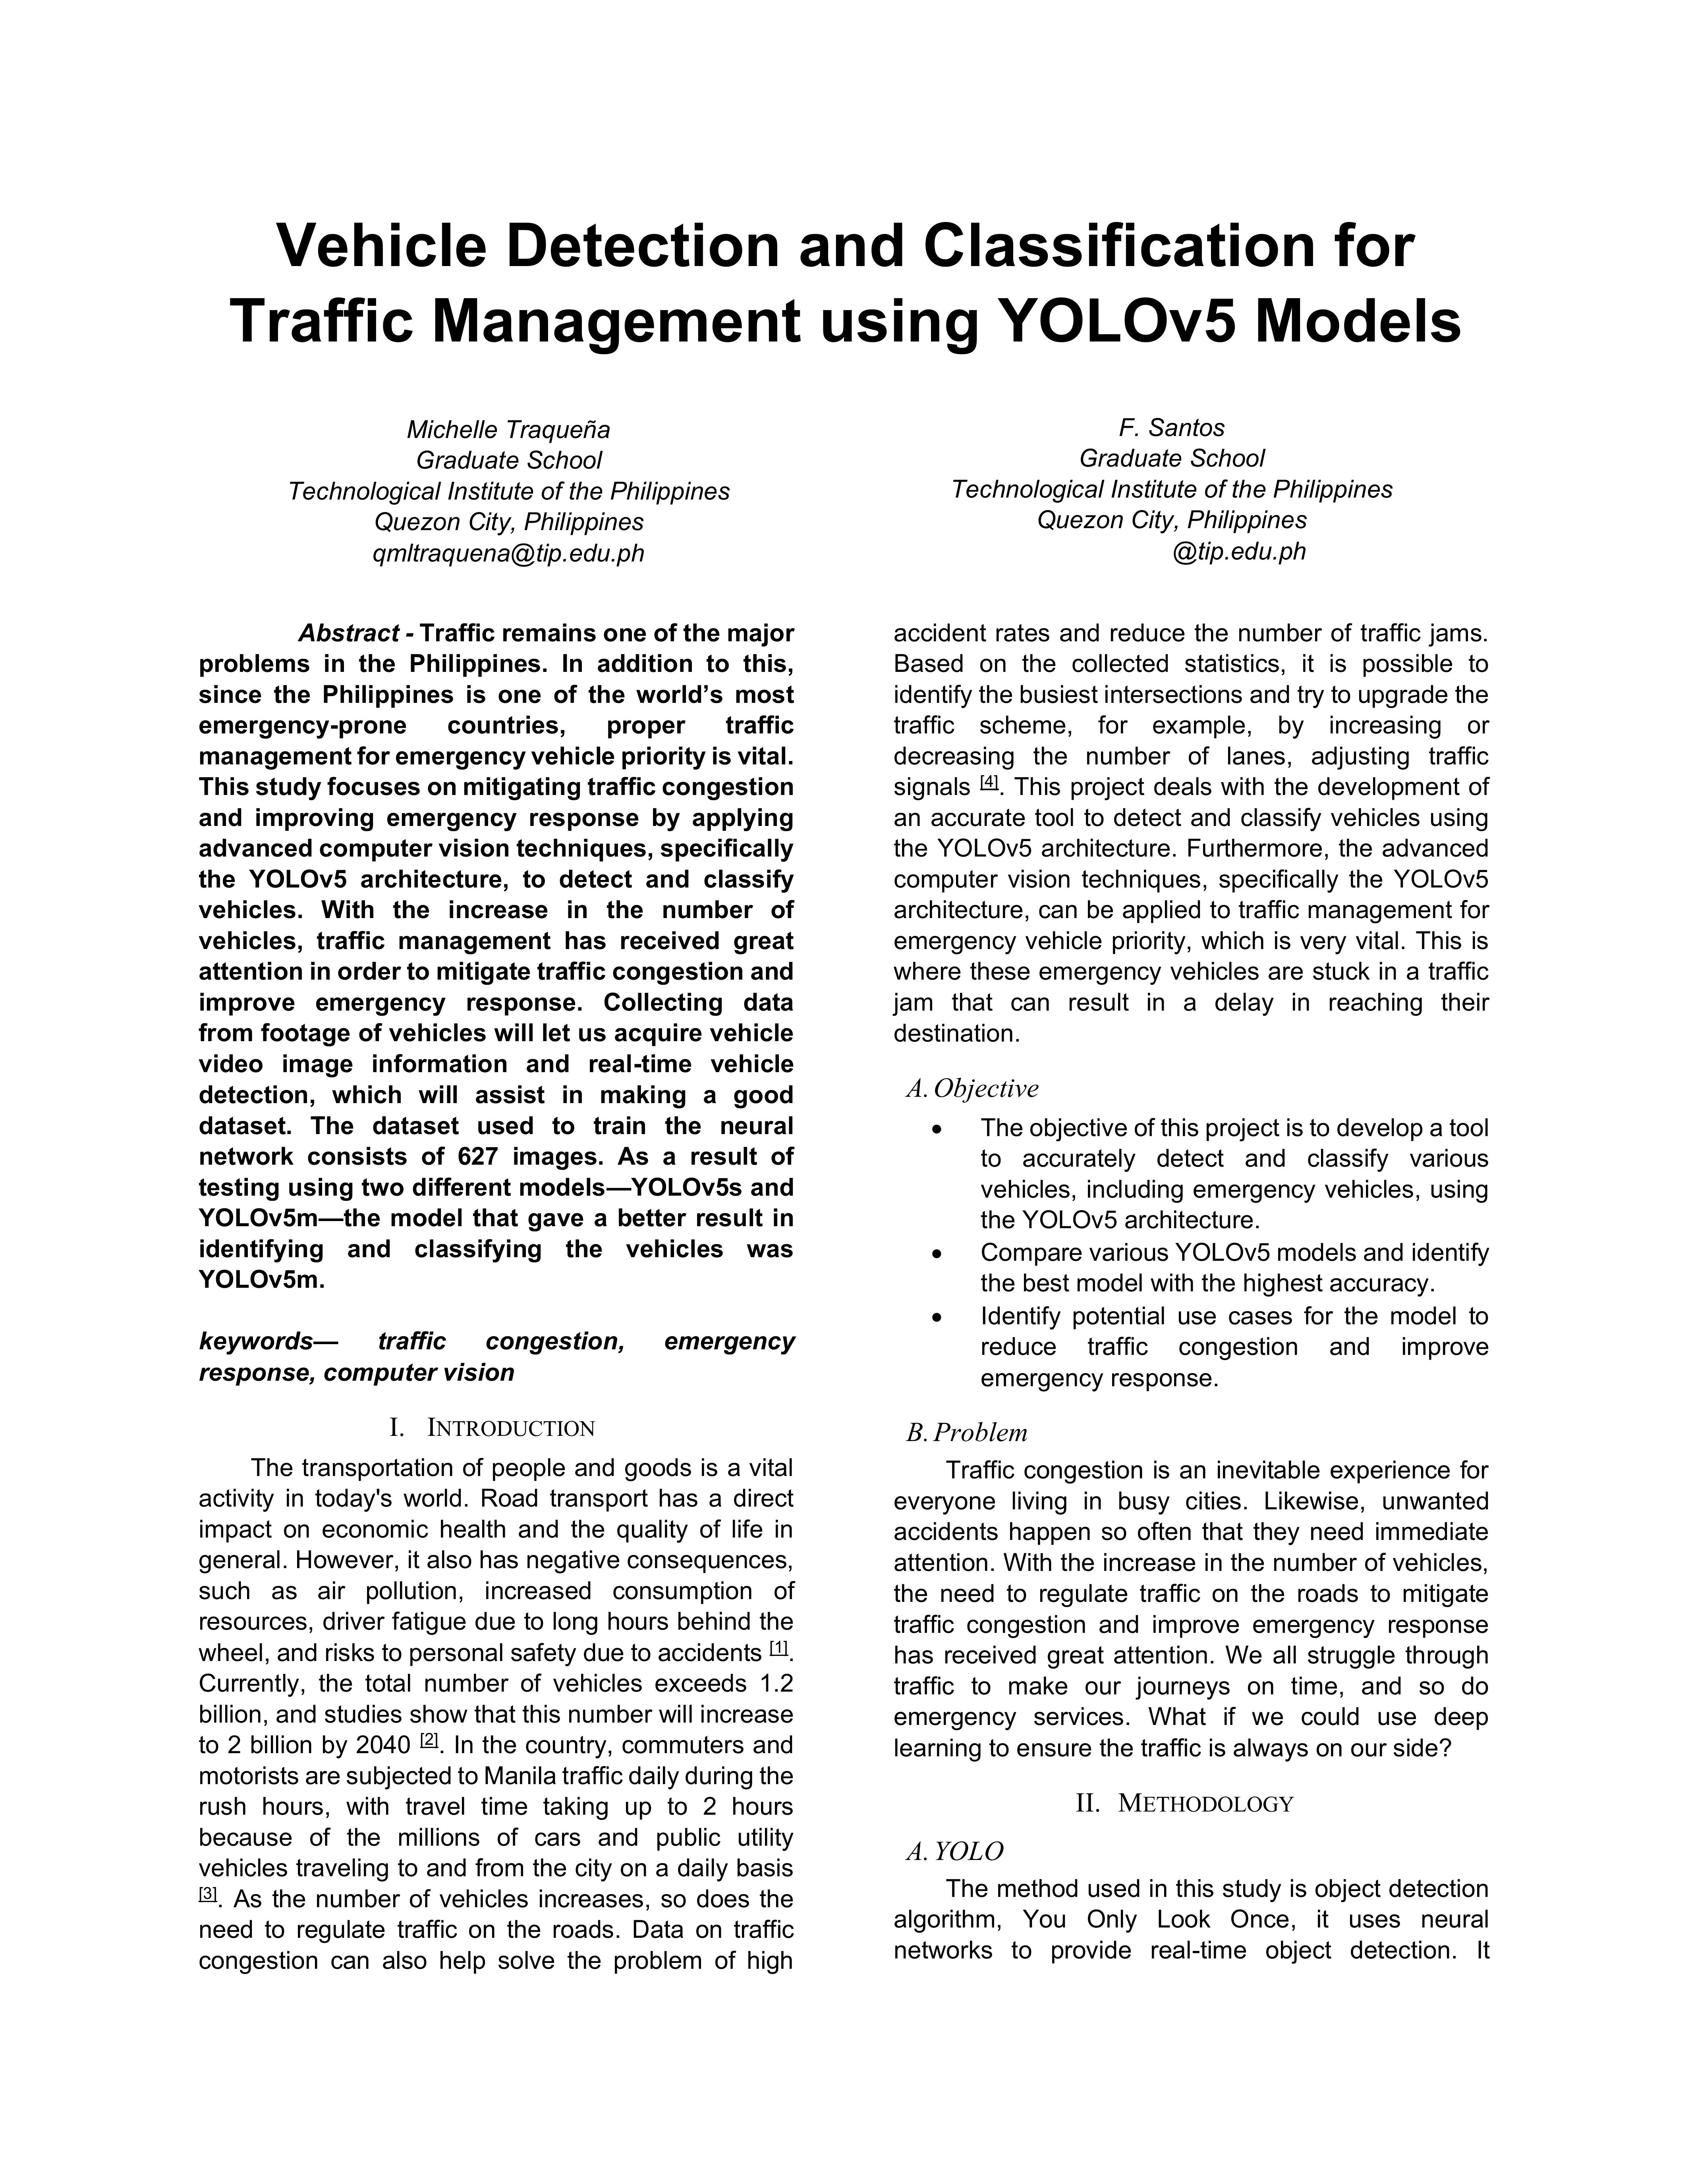 Vehicle Detection and Classification for
Traffic Management using YOLOv5 Models
Michelle Traqueña
Graduate School
Technological Institute of the Philippines
Quezon City, Philippines
qmltraquena@tip.edu.ph
F. Santos
Graduate School
Technological Institute of the Philippines
Quezon City, Philippines
@tip.edu.ph
Abstract - Traffic remains one of the major
problems in the Philippines. In addition to this,
since the Philippines is one of the world’s most
emergency-prone countries, proper traffic
management for emergency vehicle priority is vital.
This study focuses on mitigating traffic congestion
and improving emergency response by applying
advanced computer vision techniques, specifically
the YOLOv5 architecture, to detect and classify
vehicles. With the increase in the number of
vehicles, traffic management has received great
attention in order to mitigate traffic congestion and
improve emergency response. Collecting data
from footage of vehicles will let us acquire vehicle
video image information and real-time vehicle
detection, which will assist in making a good
dataset. The dataset used to train the neural
network consists of 627 images. As a result of
testing using two different models—YOLOv5s and
YOLOv5m—the model that gave a better result in
identifying and classifying the vehicles was
YOLOv5m.
keywords— traffic congestion, emergency
response, computer vision
I. INTRODUCTION
The transportation of people and goods is a vital
activity in today's world. Road transport has a direct
impact on economic health and the quality of life in
general. However, it also has negative consequences,
such as air pollution, increased consumption of
resources, driver fatigue due to long hours behind the
wheel, and risks to personal safety due to accidents [1].
Currently, the total number of vehicles exceeds 1.2
billion, and studies show that this number will increase
to 2 billion by 2040 [2]. In the country, commuters and
motorists are subjected to Manila traffic daily during the
rush hours, with travel time taking up to 2 hours
because of the millions of cars and public utility
vehicles traveling to and from the city on a daily basis
[3]. As the number of vehicles increases, so does the
need to regulate traffic on the roads. Data on traffic
congestion can also help solve the problem of high
accident rates and reduce the number of traffic jams.
Based on the collected statistics, it is possible to
identify the busiest intersections and try to upgrade the
traffic scheme, for example, by increasing or
decreasing the number of lanes, adjusting traffic
signals [4]. This project deals with the development of
an accurate tool to detect and classify vehicles using
the YOLOv5 architecture. Furthermore, the advanced
computer vision techniques, specifically the YOLOv5
architecture, can be applied to traffic management for
emergency vehicle priority, which is very vital. This is
where these emergency vehicles are stuck in a traffic
jam that can result in a delay in reaching their
destination.
A. Objective
• The objective of this project is to develop a tool
to accurately detect and classify various
vehicles, including emergency vehicles, using
the YOLOv5 architecture.
• Compare various YOLOv5 models and identify
the best model with the highest accuracy.
• Identify potential use cases for the model to
reduce traffic congestion and improve
emergency response.
B. Problem
Traffic congestion is an inevitable experience for
everyone living in busy cities. Likewise, unwanted
accidents happen so often that they need immediate
attention. With the increase in the number of vehicles,
the need to regulate traffic on the roads to mitigate
traffic congestion and improve emergency response
has received great attention. We all struggle through
traffic to make our journeys on time, and so do
emergency services. What if we could use deep
learning to ensure the traffic is always on our side?
II. METHODOLOGY
A. YOLO
The method used in this study is object detection
algorithm, You Only Look Once, it uses neural
networks to provide real-time object detection. It